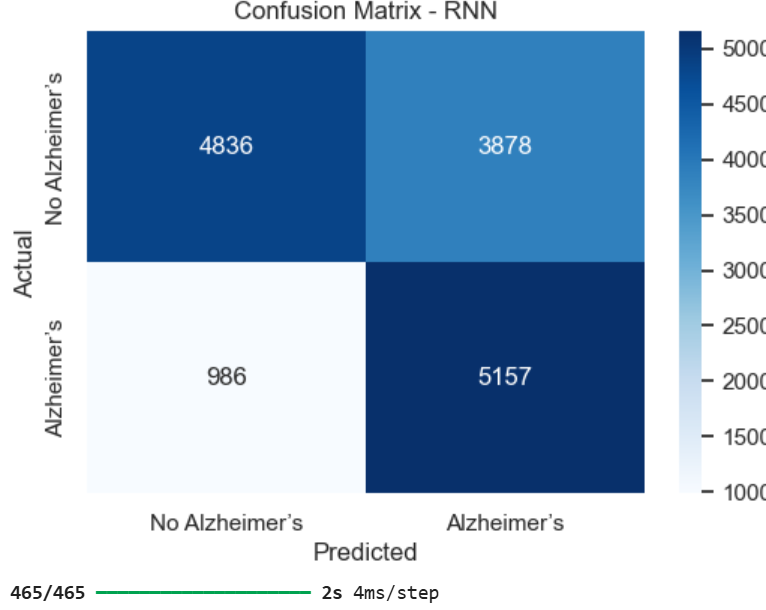 Confusion Matrix - RNN
No Alzheimer’s
Alzheimer’s
Actual
4836
3878
986
5157
No Alzheimer’s
Alzheimer’s
Predicted
5000
4500
4000
3500
3000
2500
2000
1500
1000
465/465 ━━━━━━━━━━━━━━━━━━━━ 2s 4ms/step